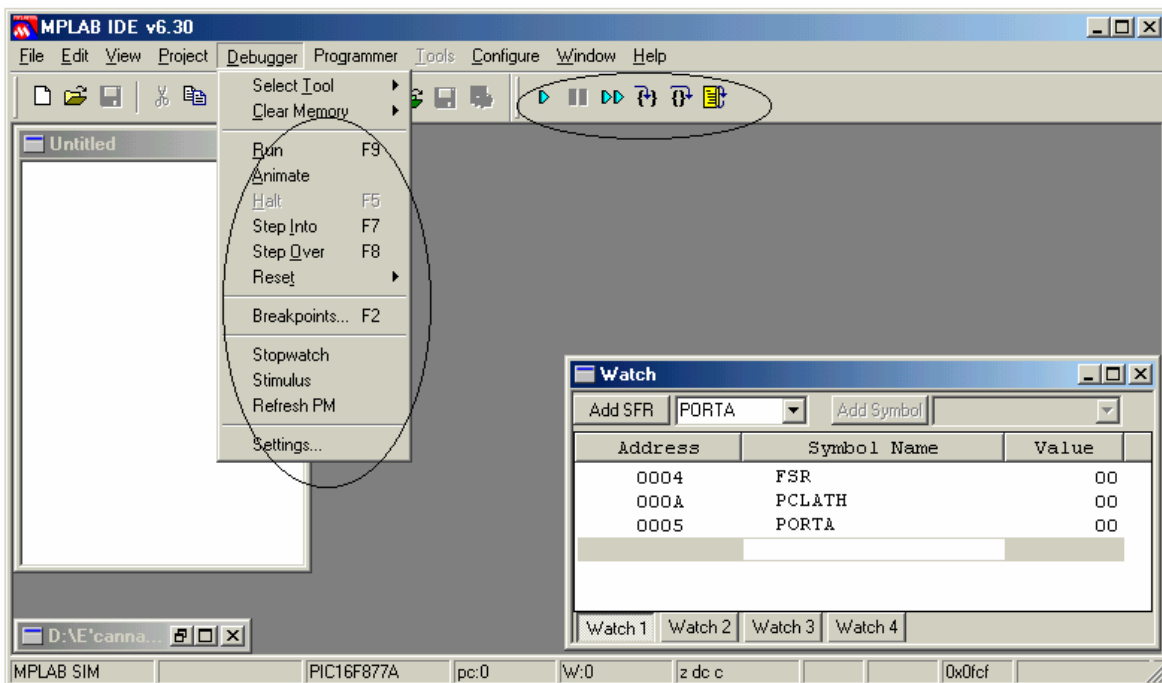 MPLAB IDE v6.30
File Edit View Project Debugger Programmer Tools Configure Window Help
Select Tool
Clear Memory
Untitled
Run F9
Animate
Halt F5
Step Into F7
Step Over F8
Reset
Breakpoints... F2
Stopwatch
Stimulus
Refresh PM
Settings...
Watch
Add SFR PORTA Add Symbol
Address Symbol Name Value
0004 FSR 00
000A PCLATH 00
0005 PORTA 00
Watch 1 Watch 2 Watch 3 Watch 4
D:\E'canna...
MPLAB SIM PIC16F877A pc:0 W:0 z dc c 0x0fcf